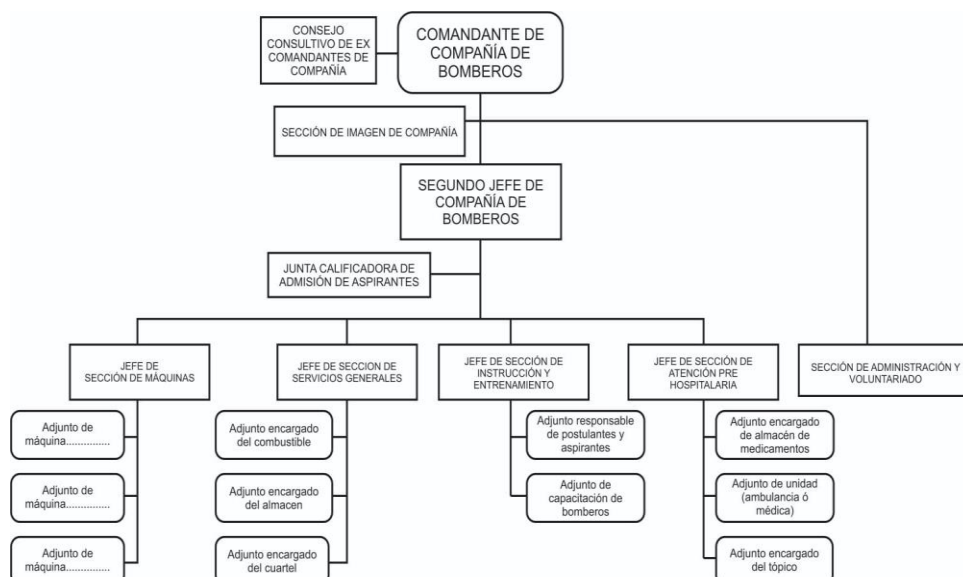 CONSEJO
CONSULTIVO DE EX
COMANDANTES DE
COMPAÑÍA
COMANDANTE DE
COMPAÑÍA DE
BOMBEROS
SECCIÓN DE IMAGEN DE COMPAÑÍA
SEGUNDO JEFE DE
COMPAÑÍA DE
BOMBEROS
JUNTA CALIFICADORA DE
ADMISIÓN DE ASPIRANTES
JEFE DE
SECCIÓN DE MÁQUINAS
JEFE DE SECCION DE
SERVICIOS GENERALES
JEFE DE SECCIÓN DE
INSTRUCCIÓN Y
ENTRENAMIENTO
JEFE DE SECCIÓN DE
ATENCIÓN PRE
HOSPITALARIA
SECCIÓN DE ADMINISTRACIÓN Y
VOLUNTARIADO
Adjunto de
máquina...............
Adjunto encargado
del combustible
Adjunto responsable
de postulantes y
aspirantes
Adjunto encargado
de almacén de
medicamentos
Adjunto de
máquina...............
Adjunto encargado
del almacen
Adjunto de
capacitación de
bomberos
Adjunto de unidad
(ambulancia ó
médica)
Adjunto de
máquina...............
Adjunto encargado
del cuartel
Adjunto encargado
del tópico